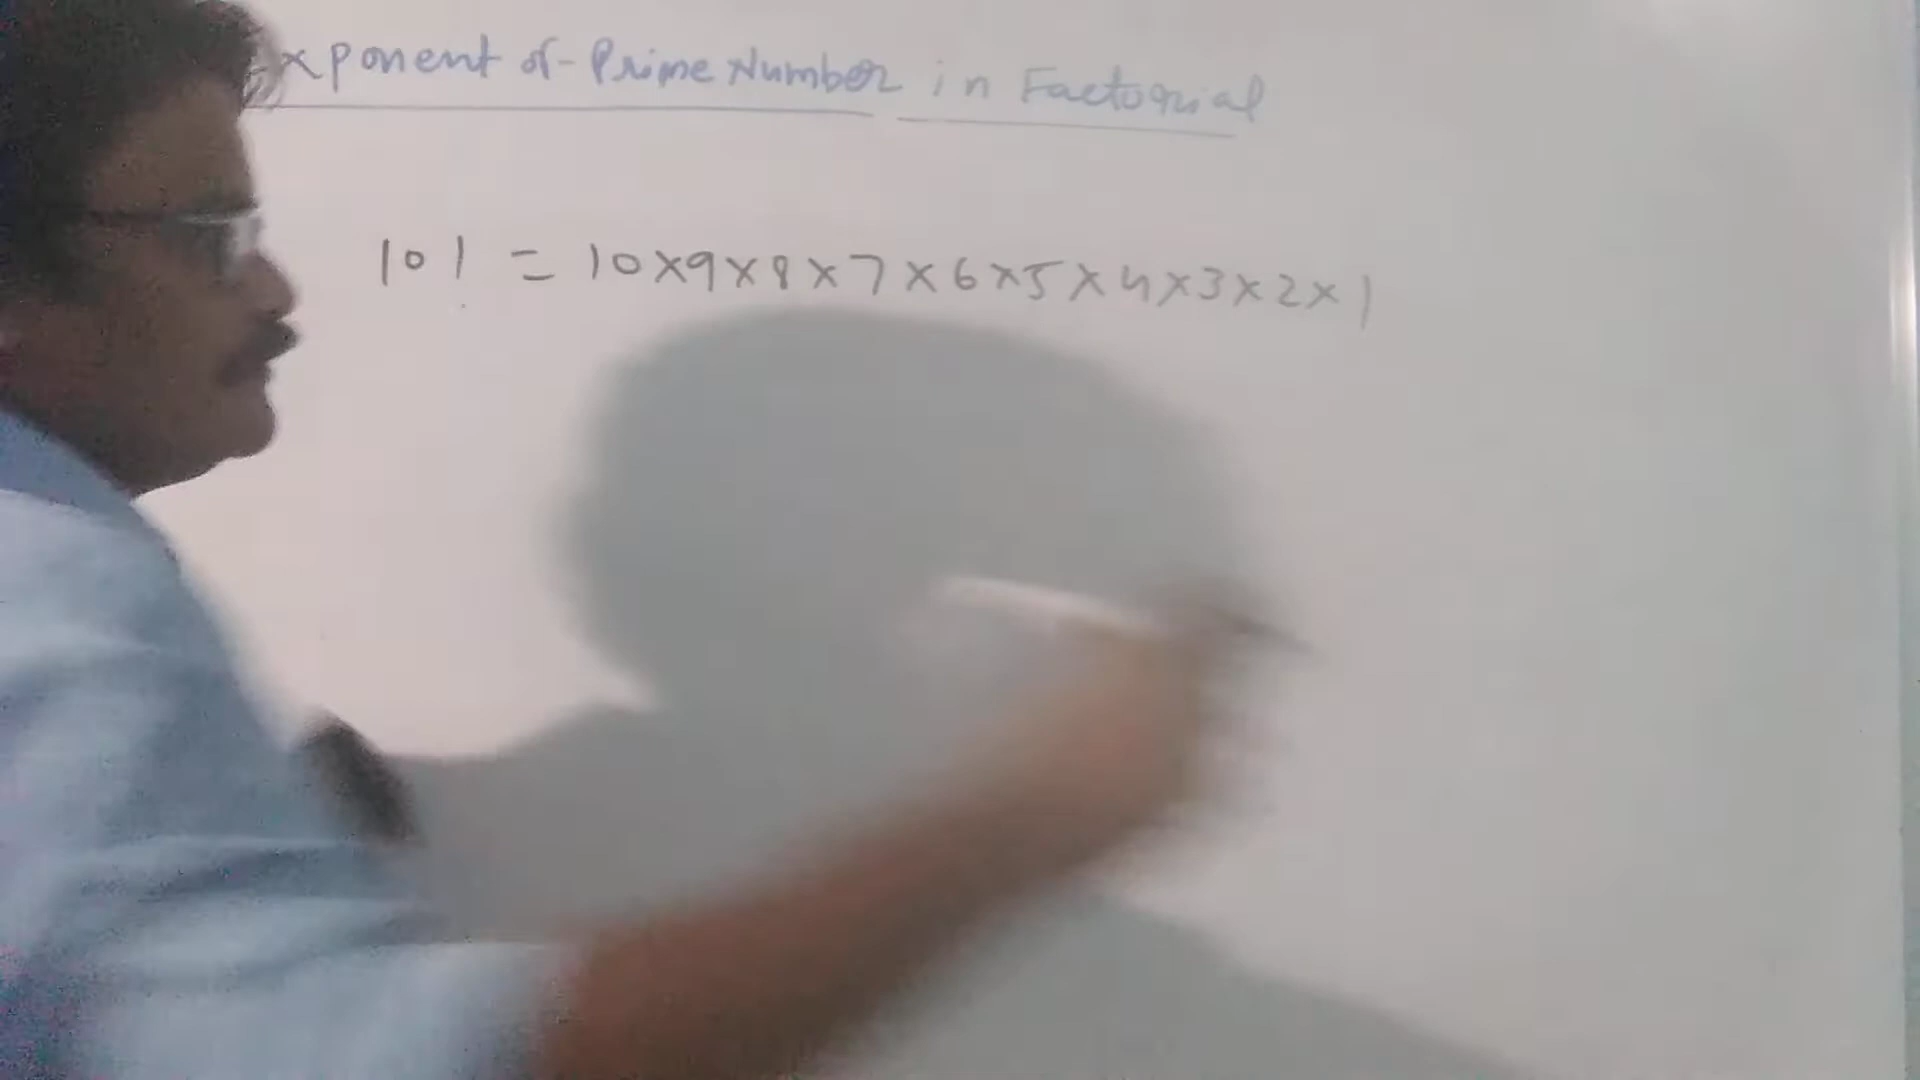 xponent of Prime Number in Factorial
10! = 10×9×8×7×6×5×4×3×2×1